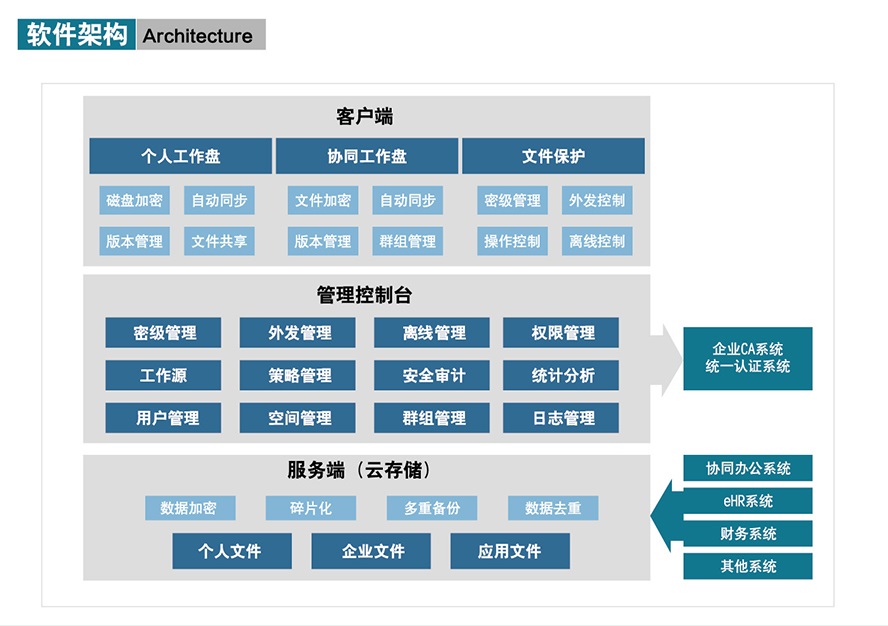 软件架构 Architecture
客户端
个人工作盘 协同工作盘 文件保护
磁盘加密 自动同步 文件加密 自动同步 密级管理 外发控制
版本管理 文件共享 版本管理 群组管理 操作控制 离线控制
管理控制台
密级管理 外发管理 离线管理 权限管理
工作源 策略管理 安全审计 统计分析
用户管理 空间管理 群组管理 日志管理
企业CA系统
统一认证系统
服务端（云存储）
数据加密 碎片化 多重备份 数据去重
个人文件 企业文件 应用文件
协同办公系统
eHR系统
财务系统
其他系统